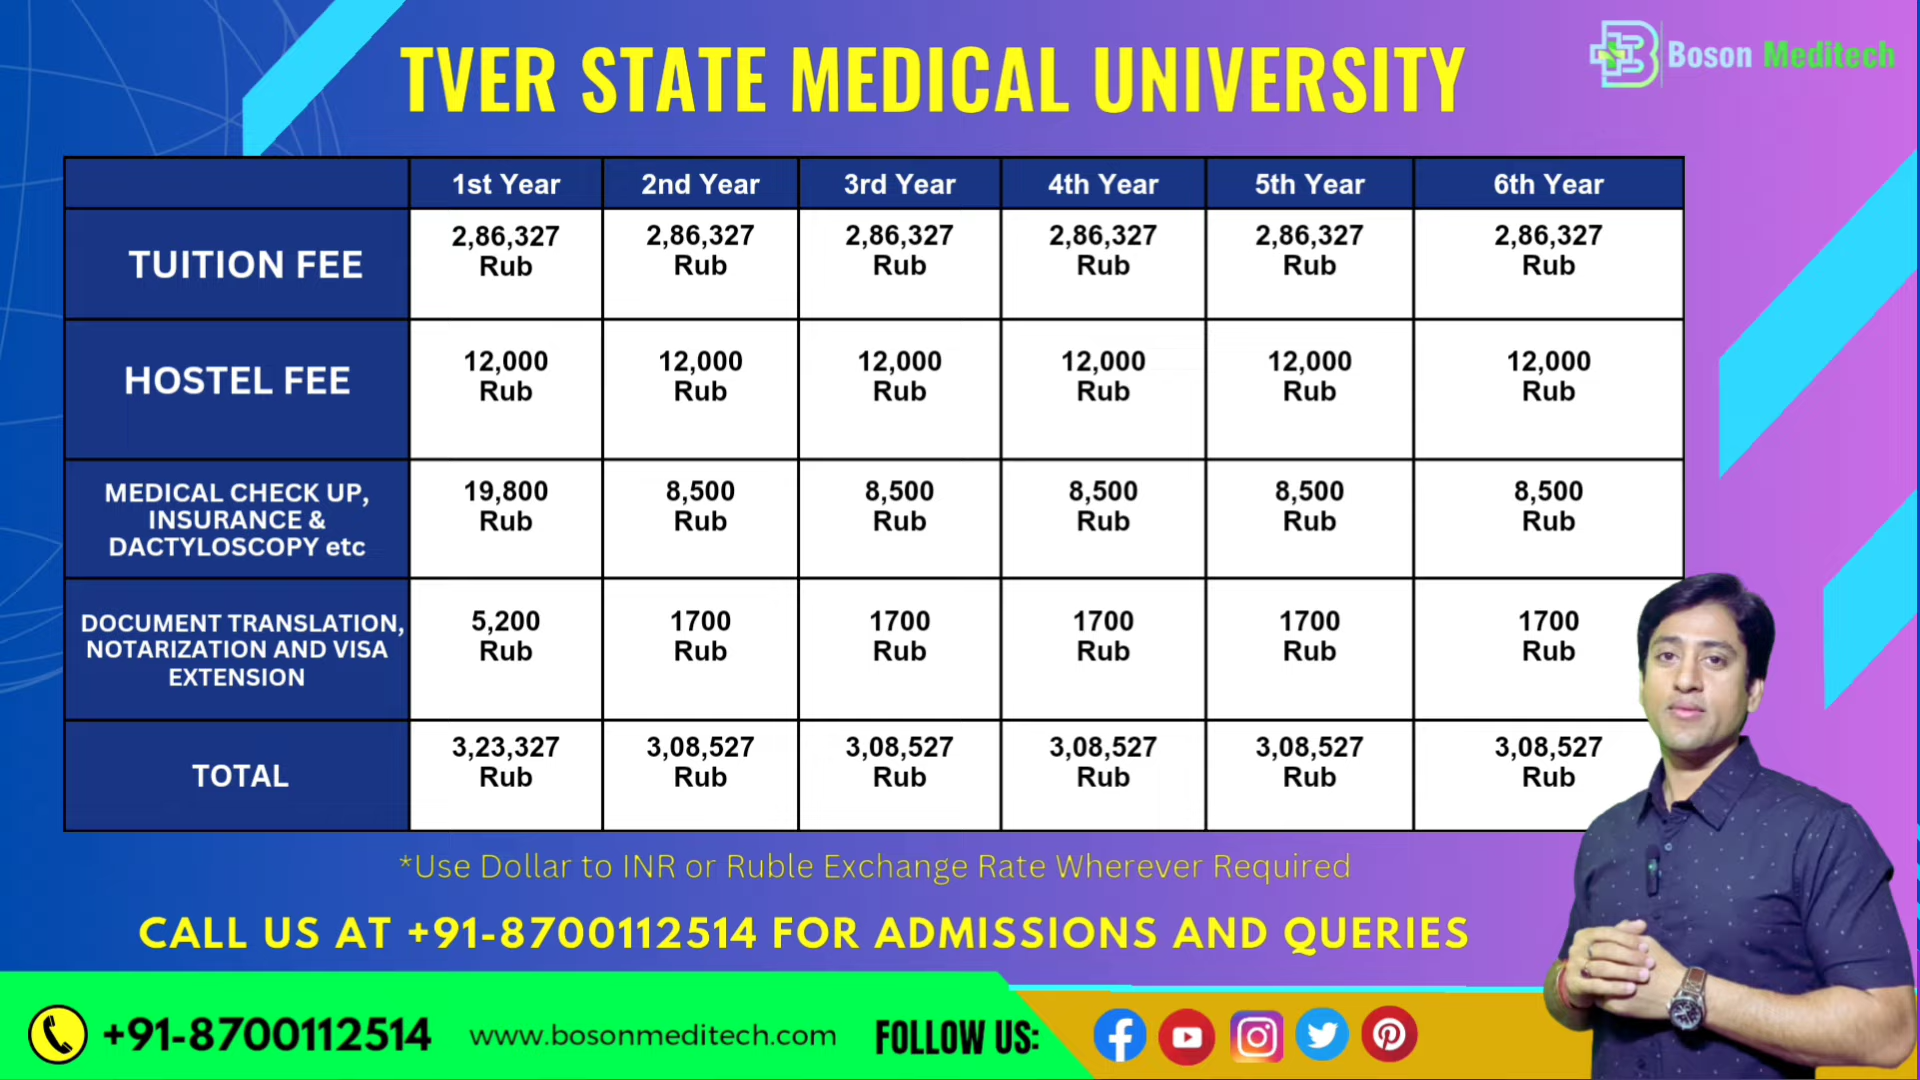 TVER STATE MEDICAL UNIVERSITY
Boson Meditech
1st Year 2nd Year 3rd Year 4th Year 5th Year 6th Year
TUITION FEE
2,86,327 2,86,327 2,86,327 2,86,327 2,86,327 2,86,327
Rub Rub Rub Rub Rub Rub
HOSTEL FEE
12,000 12,000 12,000 12,000 12,000 12,000
Rub Rub Rub Rub Rub Rub
MEDICAL CHECK UP,
INSURANCE &
DACTYLOSCOPY etc
19,800 8,500 8,500 8,500 8,500 8,500
Rub Rub Rub Rub Rub Rub
DOCUMENT TRANSLATION,
NOTARIZATION AND VISA
EXTENSION
5,200 1700 1700 1700 1700 1700
Rub Rub Rub Rub Rub Rub
TOTAL
3,23,327 3,08,527 3,08,527 3,08,527 3,08,527 3,08,527
Rub Rub Rub Rub Rub Rub
*Use Dollar to INR or Ruble Exchange Rate Wherever Required
CALL US AT +91-8700112514 FOR ADMISSIONS AND QUERIES
+91-8700112514 www.bosonmeditech.com FOLLOW US: